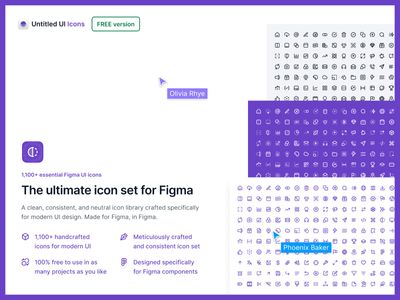 Untitled UI Icons
FREE version
Olivia Rhye
1,100+ essential Figma UI icons
The ultimate icon set for Figma
A clean, consistent, and neutral icon library crafted specifically
for modern UI design. Made for Figma, in Figma.
1,100+ handcrafted
icons for modern UI
Meticulously crafted
and consistent icon set
100% free to use in as
many projects as you like
Designed specifically
for Figma components
Phoenix Baker